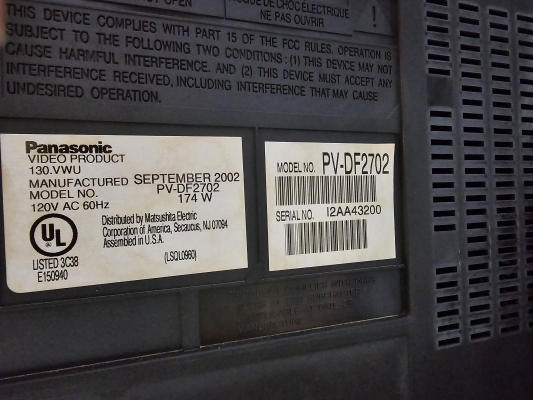 RISQUE DE CHOC ÉLECTRIQUE
NE PAS OUVRIR
!
THIS DEVICE COMPLIES WITH PART 15 OF THE FCC RULES. OPERATION IS
SUBJECT TO THE FOLLOWING TWO CONDITIONS: (1) THIS DEVICE MAY NOT
CAUSE HARMFUL INTERFERENCE. AND (2) THIS DEVICE MUST ACCEPT ANY
INTERFERENCE RECEIVED, INCLUDING INTERFERENCE THAT MAY CAUSE
UNDESIRED OPERATION.
Panasonic
VIDEO PRODUCT
130.VWU
MANUFACTURED SEPTEMBER 2002
MODEL NO. PV-DF2702
120V AC 60Hz 174 W
UL
LISTED 3C38
E150940
Distributed by Matsushita Electric
Corporation of America, Secaucus, NJ 07094
Assembled in U.S.A.
(LSQL0960)
MODEL NO. PV-DF2702
SERIAL NO. I2AA43200